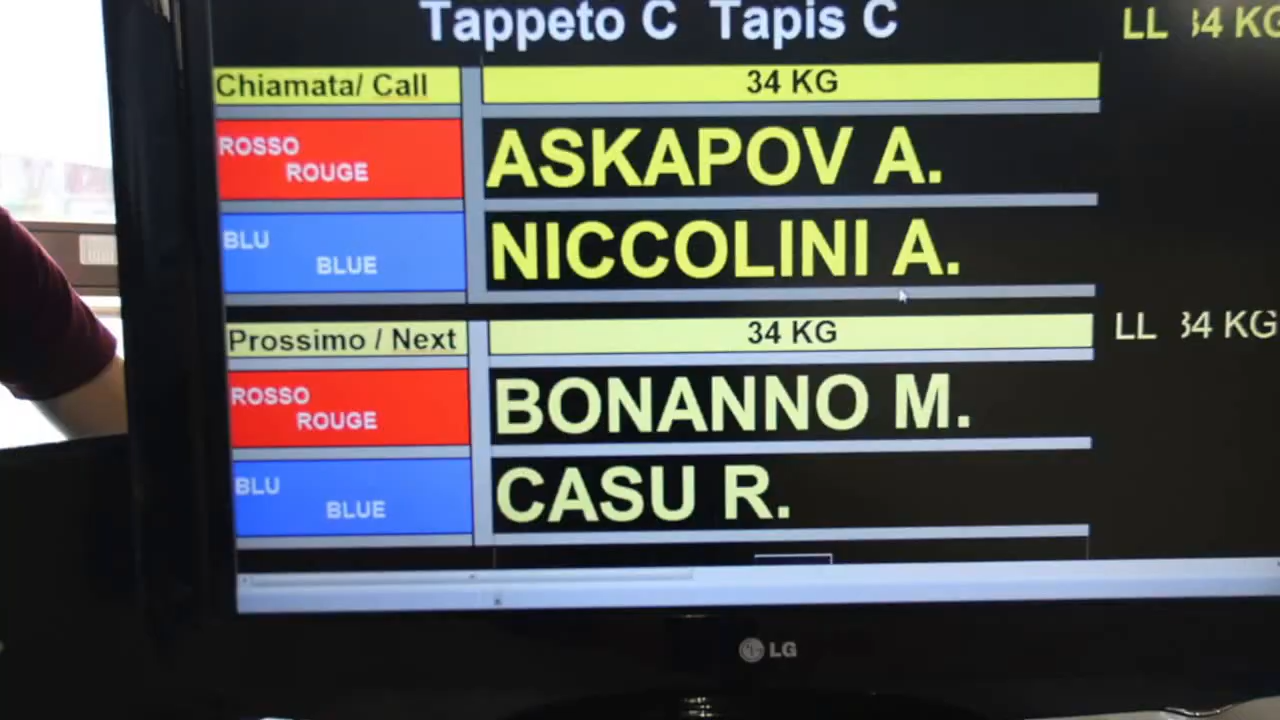 Tappeto C Tapis C
LL 34 KG
Chiamata/ Call
34 KG
ROSSO
ROUGE
ASKAPOV A.
BLU
BLUE
NICCOLINI A.
Prossimo / Next
34 KG
LL 34 KG
ROSSO
ROUGE
BONANNO M.
BLU
BLUE
CASU R.
LG